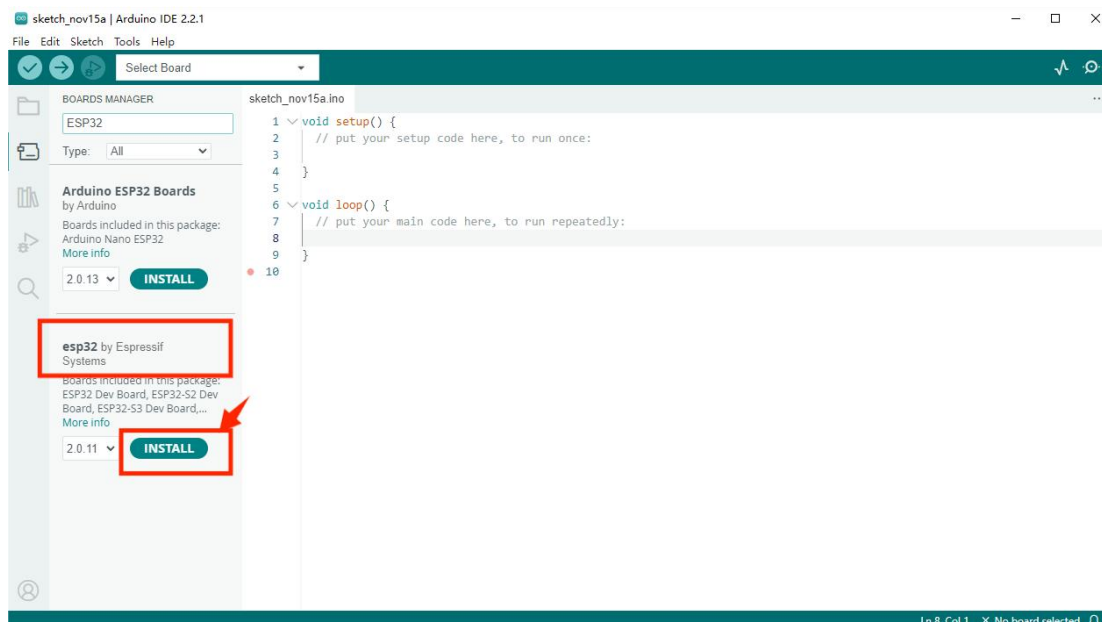 sketch_nov15a | Arduino IDE 2.2.1
File Edit Sketch Tools Help
Select Board
BOARDS MANAGER
ESP32
Type: All
Arduino ESP32 Boards
by Arduino
Boards included in this package:
Arduino Nano ESP32
More info
2.0.13 INSTALL
esp32 by Espressif
Systems
Boards included in this package:
ESP32 Dev Board, ESP32-S2 Dev
Board, ESP32-S3 Dev Board,...
More info
2.0.11 INSTALL
sketch_nov15a.ino
1 void setup() {
2 // put your setup code here, to run once:
3
4 }
5
6 void loop() {
7 // put your main code here, to run repeatedly:
8
9 }
10
Ln 8, Col 1 X No board selected